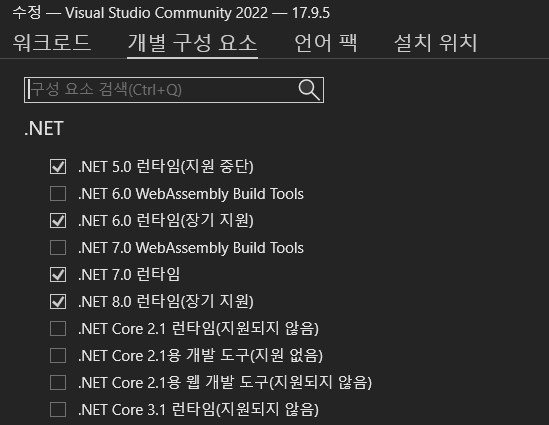 수정 — Visual Studio Community 2022 — 17.9.5
워크로드 개별 구성 요소 언어 팩 설치 위치
구성 요소 검색(Ctrl+Q)
.NET
.NET 5.0 런타임(지원 중단)
.NET 6.0 WebAssembly Build Tools
.NET 6.0 런타임(장기 지원)
.NET 7.0 WebAssembly Build Tools
.NET 7.0 런타임
.NET 8.0 런타임(장기 지원)
.NET Core 2.1 런타임(지원되지 않음)
.NET Core 2.1용 개발 도구(지원 없음)
.NET Core 2.1용 웹 개발 도구(지원되지 않음)
.NET Core 3.1 런타임(지원되지 않음)